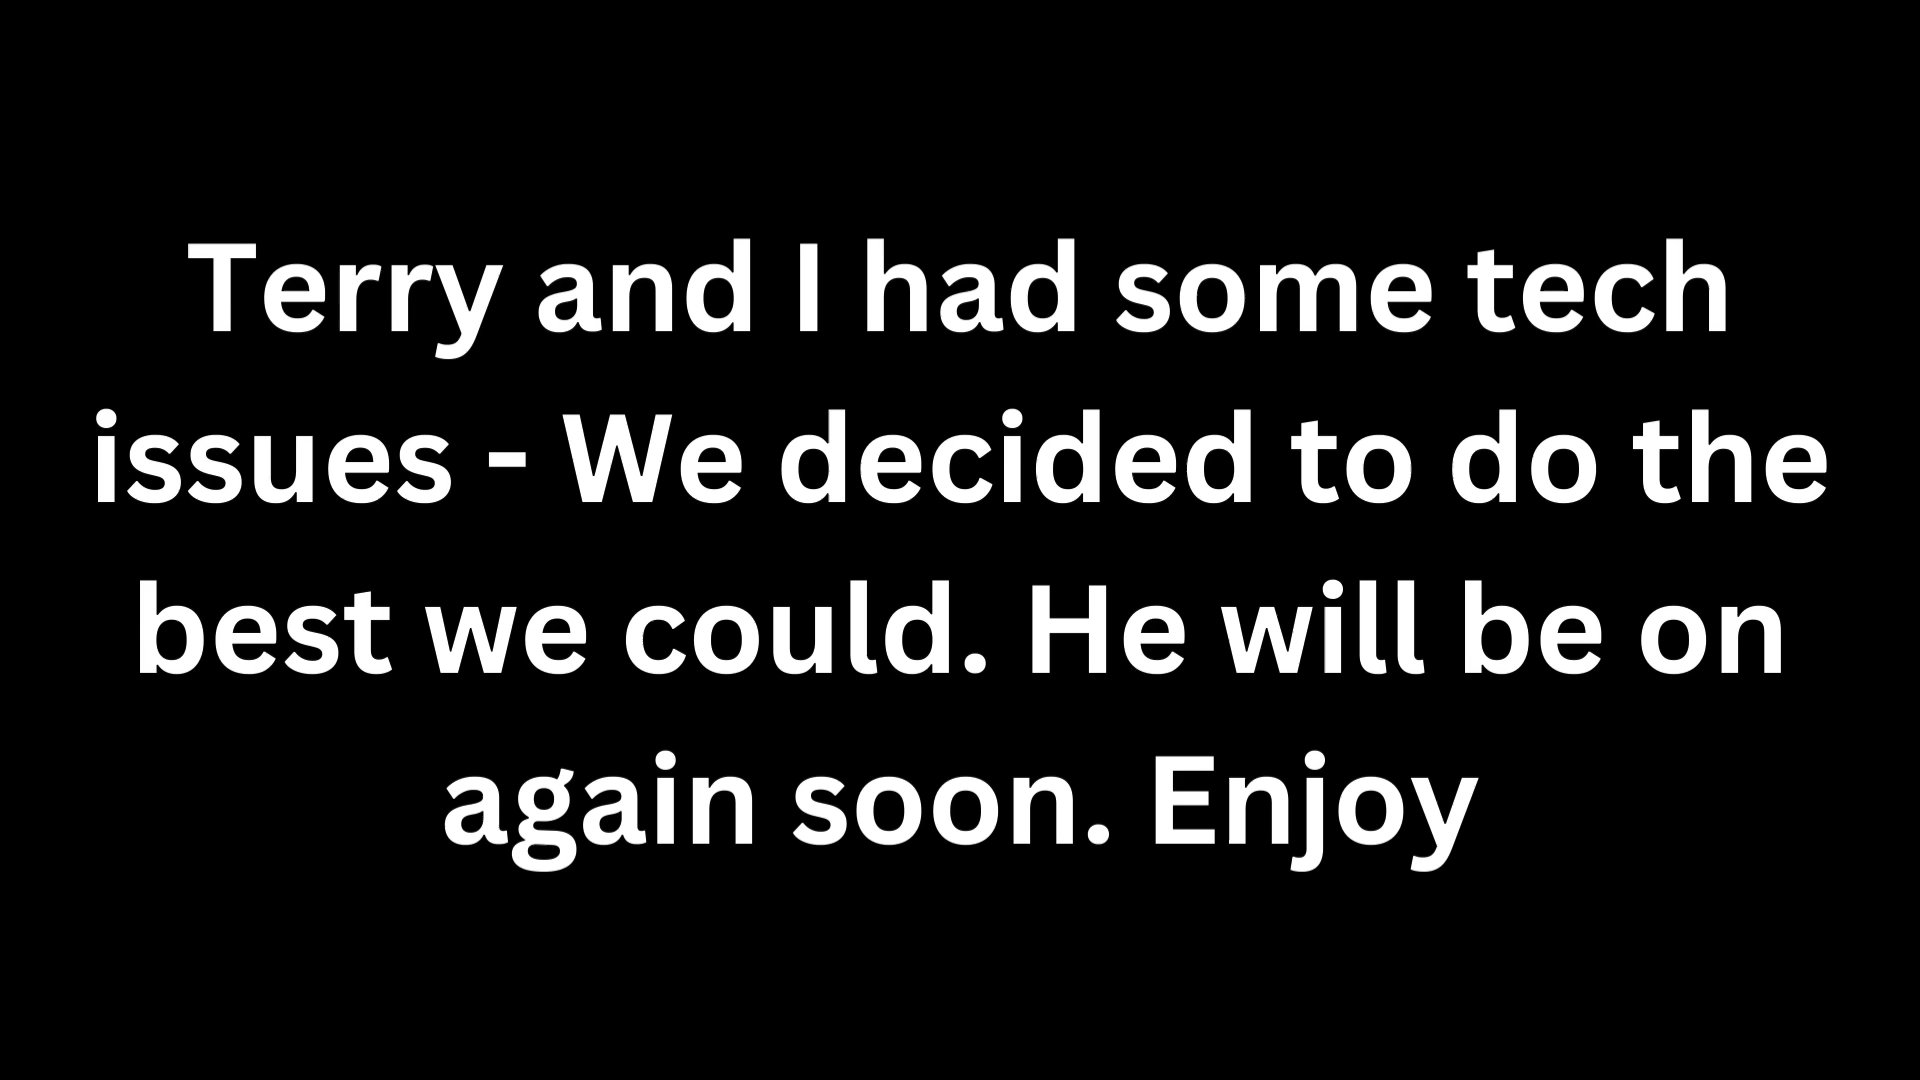 Terry and I had some tech
issues - We decided to do the
best we could. He will be on
again soon. Enjoy